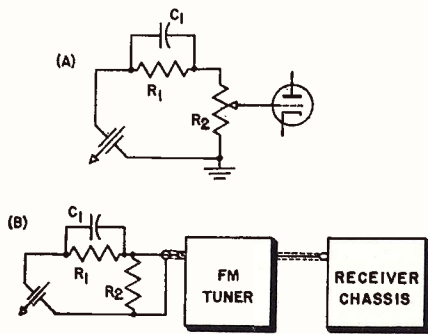 (A)
C1
R1
R2
(B)
C1
R1
R2
FM
TUNER
RECEIVER
CHASSIS